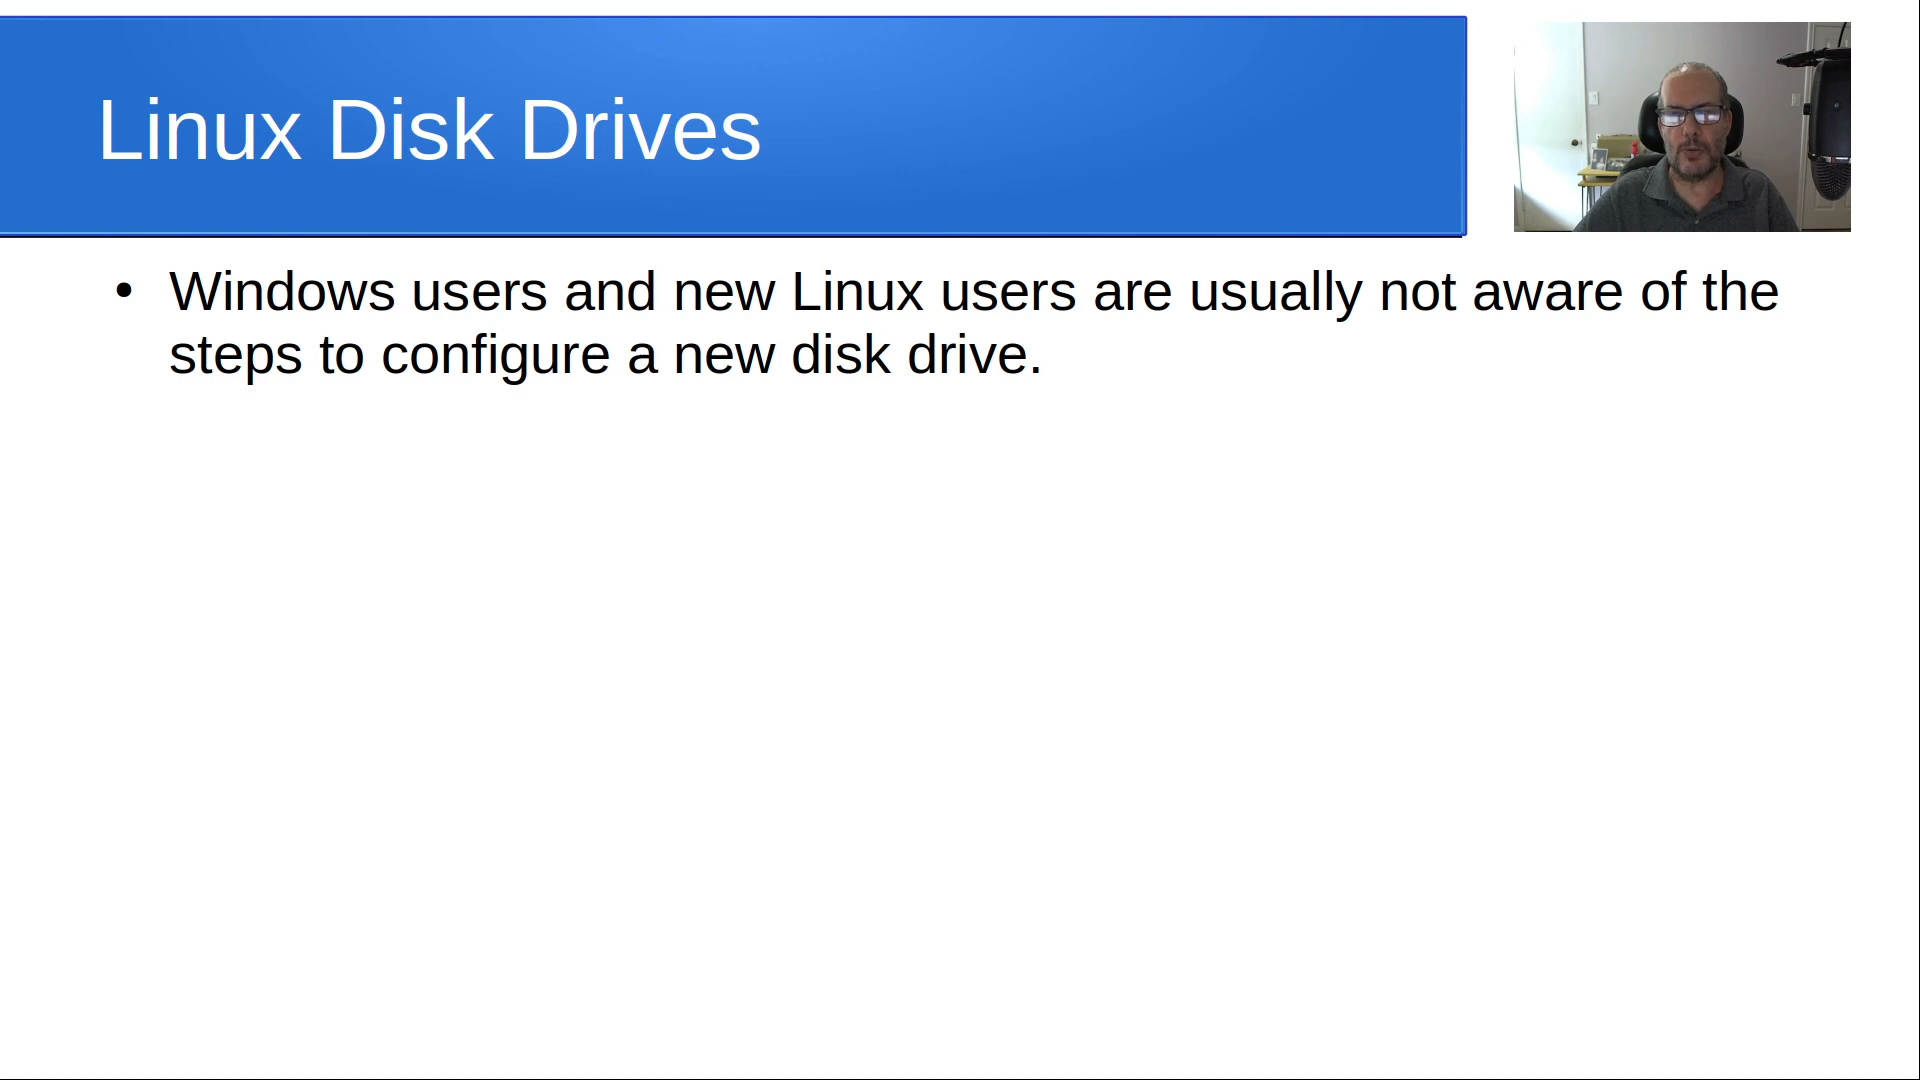 Linux Disk Drives
• Windows users and new Linux users are usually not aware of the
steps to configure a new disk drive.